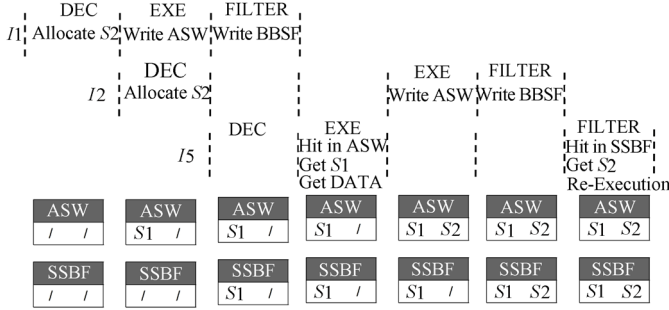 DEC EXE FILTER
I1 Allocate S2 Write ASW Write BBSF
DEC EXE FILTER
I2 Allocate S2 Write ASW Write BBSF
DEC EXE FILTER
I5 Hit in ASW Hit in SSBF
Get S1 Get S2
Get DATA Re-Execution
ASW ASW ASW ASW ASW ASW ASW
/ / S1 / S1 / S1 / S1 S2 S1 S2 S1 S2
SSBF SSBF SSBF SSBF SSBF SSBF SSBF
/ / / / S1 / S1 / S1 / S1 S2 S1 S2